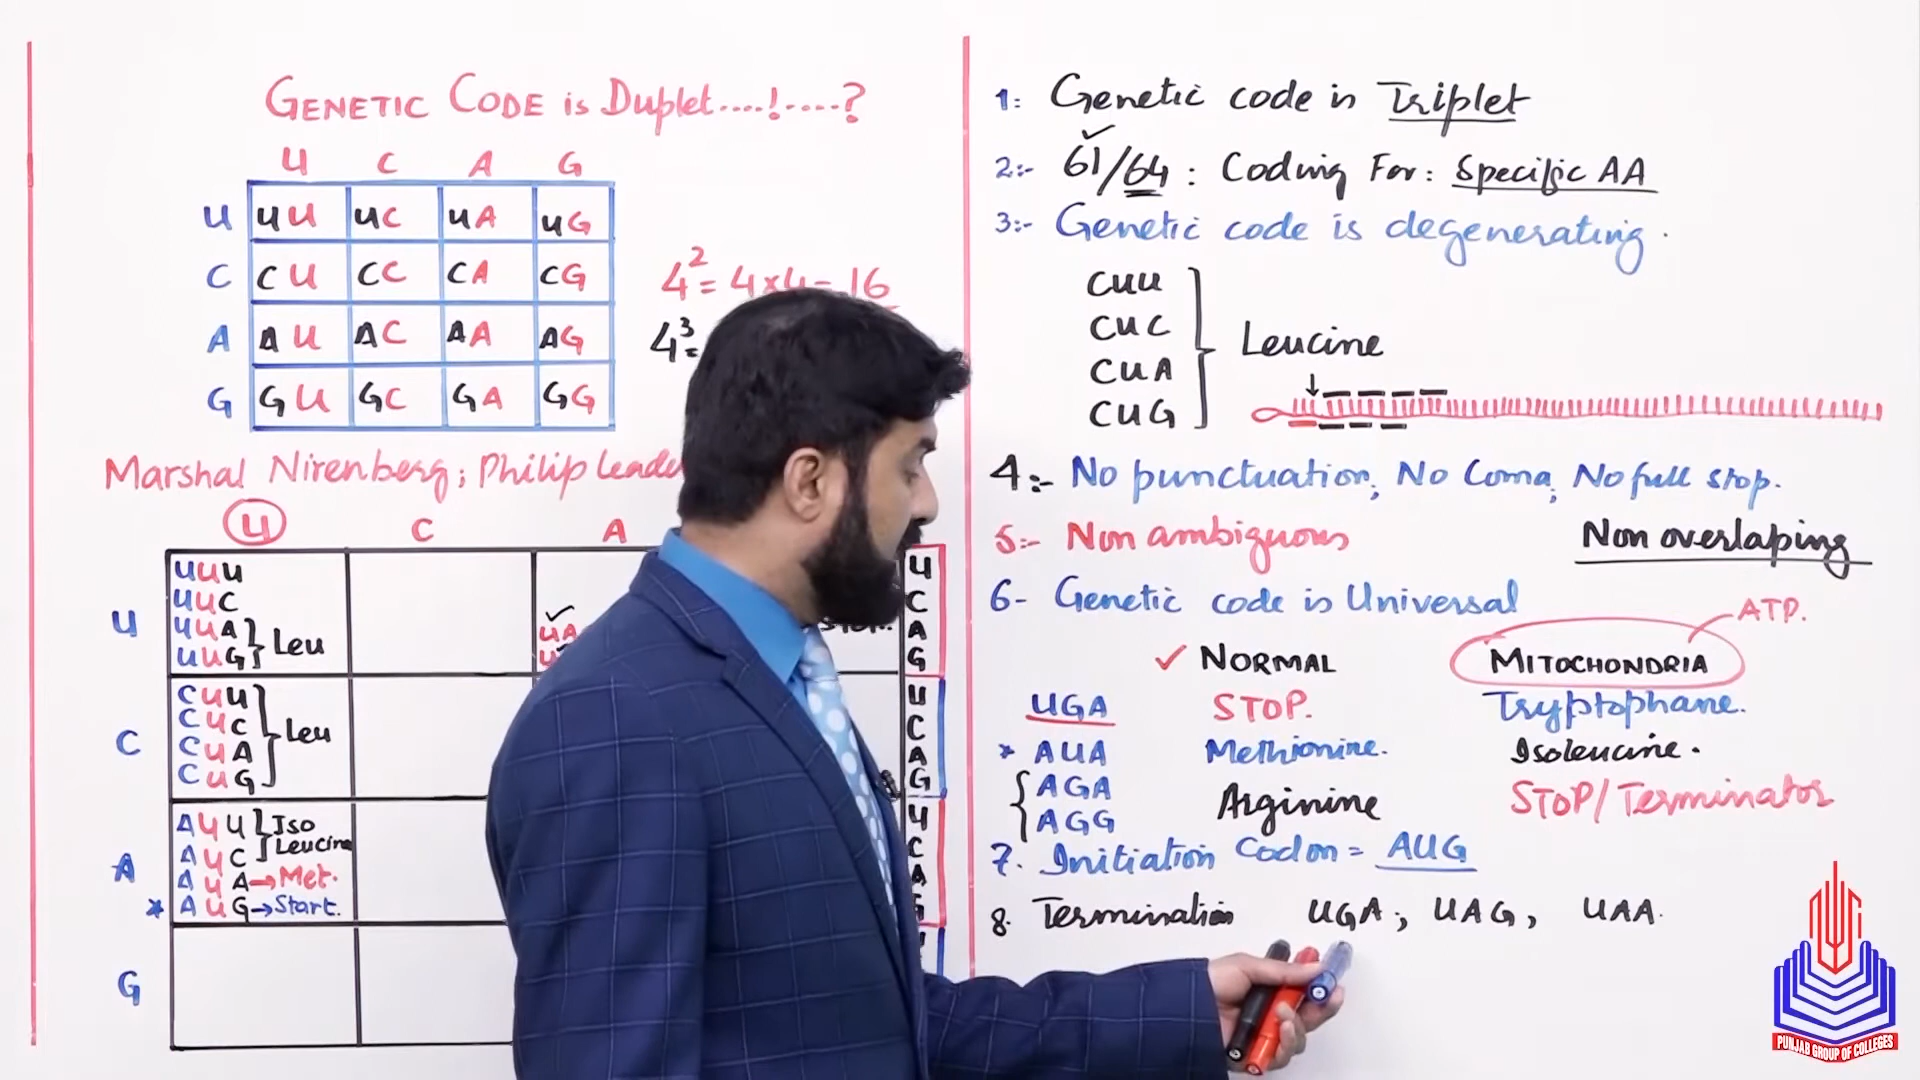 GENETIC CODE is Duplet....!.....?
U C A G
U UU UC UA UG
C CU CC CA CG
A AU AC AA AG
G GU GC GA GG
4² = 4x4 = 16
4³ =
Marshal Nirenberg; Philip Leade
U C A
U
UUU
UUC
UUA
UUG } Leu
UA
U
C
A
G
C
CUU
CUC
CUA
CUG } Leu
U
C
A
G
A
AUU
AUC } Iso Leucine
AUA → Met.
* AUG → Start.
U
C
A
G
G
1: Genetic code is Triplet
2:- 61/64 : Coding For: Specific AA
3:- Genetic code is degenerating.
CUU
CUC
CUA
CUG
Leucine
4:- No punctuation; No Coma; No full stop.
5:- Non ambiguous Non overlaping
6- Genetic code is Universal
ATP.
✓ NORMAL MITOCHONDRIA
UGA STOP. Tryptophane.
* AUA Methionine. Isoleucine.
AGA
AGG Arginine STOP/Terminator
7. Initiation Codon = AUG
8. Termination UGA; UAG, UAA.
PUNJAB GROUP OF COLLEGES